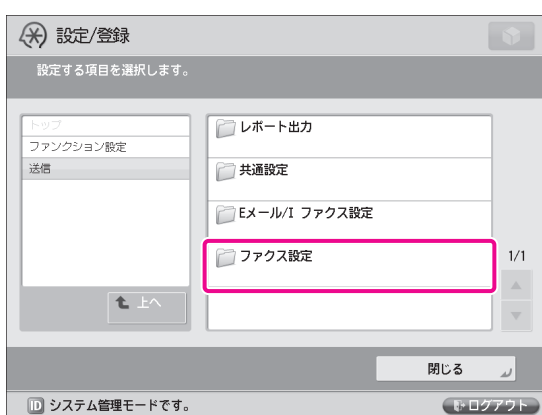 設定/登録
設定する項目を選択します。
トップ
ファンクション設定
送信
上へ
レポート出力
共通設定
Eメール/I ファクス設定
ファクス設定
1/1
閉じる
ID システム管理モードです。
ログアウト